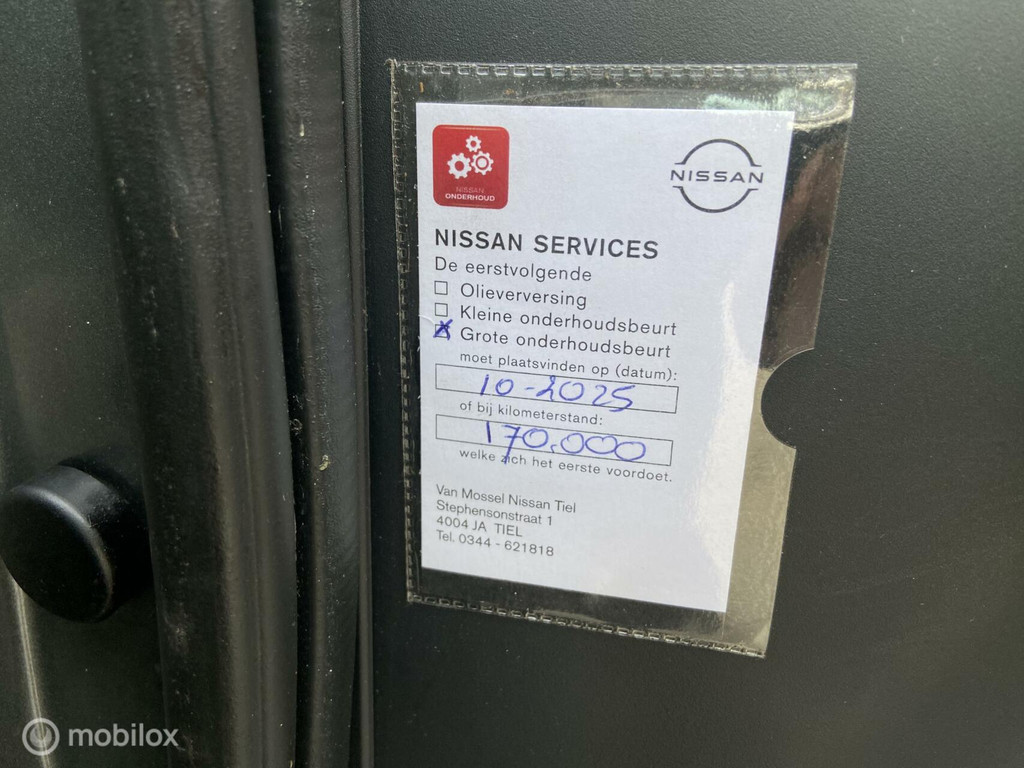 NISSAN
ONDERHOUD
NISSAN
NISSAN SERVICES
De eerstvolgende
Olieverversing
Kleine onderhoudsbeurt
Grote onderhoudsbeurt
moet plaatsvinden op (datum):
10-2025
of bij kilometerstand:
170.000
welke zich het eerste voordoet.
Van Mossel Nissan Tiel
Stephensonstraat 1
4004 JA TIEL
Tel. 0344 - 621818
mobilox